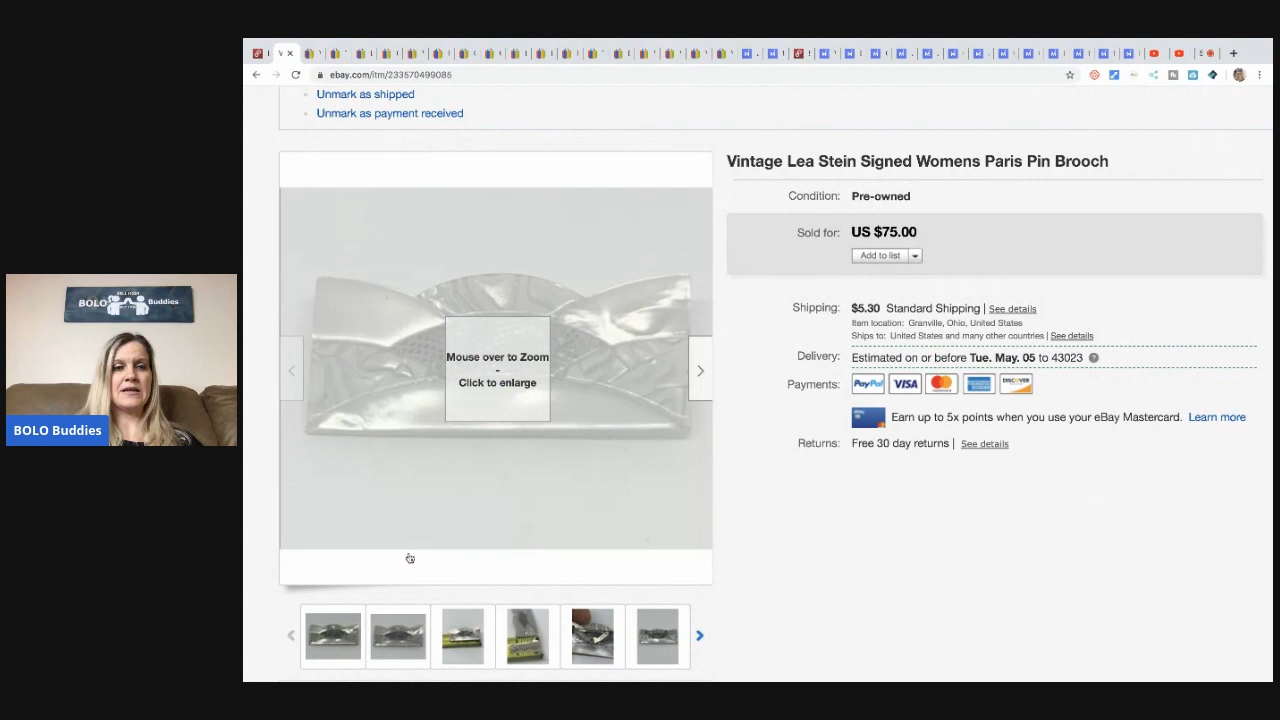 ebay.com/itm/233570499085
Unmark as shipped
Unmark as payment received
Vintage Lea Stein Signed Womens Paris Pin Brooch
Condition: Pre-owned
Sold for: US $75.00
Add to list
Mouse over to Zoom
-
Click to enlarge
Shipping: $5.30 Standard Shipping | See details
Item location: Granville, Ohio, United States
Ships to: United States and many other countries | See details
Delivery: Estimated on or before Tue. May. 05 to 43023
Payments: PayPal VISA MasterCard DISCOVER
Earn up to 5x points when you use your eBay Mastercard. Learn more
Returns: Free 30 day returns | See details
BOLO Buddies
BOLO Buddies